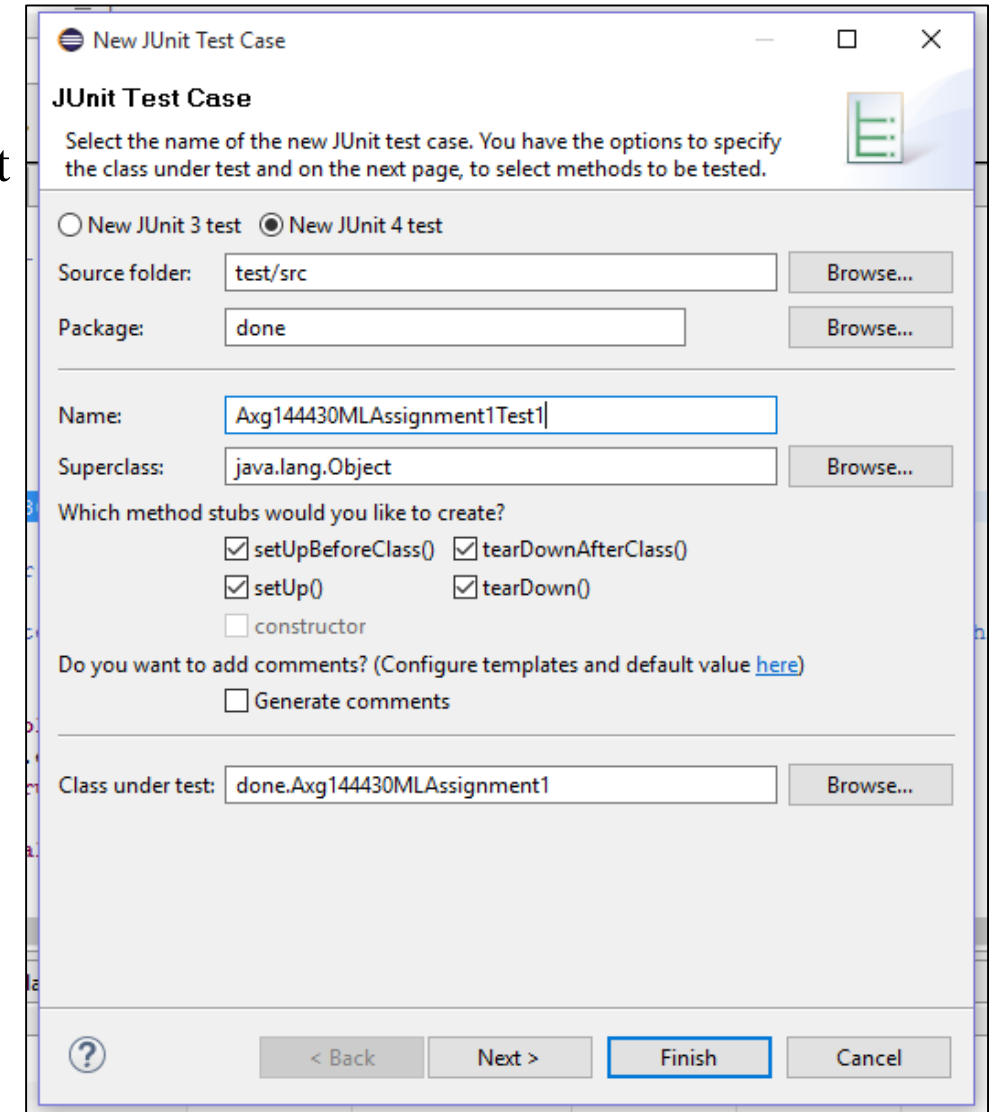 New JUnit Test Case
JUnit Test Case
Select the name of the new JUnit test case. You have the options to specify
the class under test and on the next page, to select methods to be tested.
t
New JUnit 3 test New JUnit 4 test
Source folder: test/src Browse...
Package: done Browse...
Name: Axg144430MLAssignment1Test1
Superclass: java.lang.Object Browse...
Which method stubs would you like to create?
setUpBeforeClass() tearDownAfterClass()
setUp() tearDown()
constructor
Do you want to add comments? (Configure templates and default value here)
Generate comments
Class under test: done.Axg144430MLAssignment1 Browse...
? < Back Next > Finish Cancel